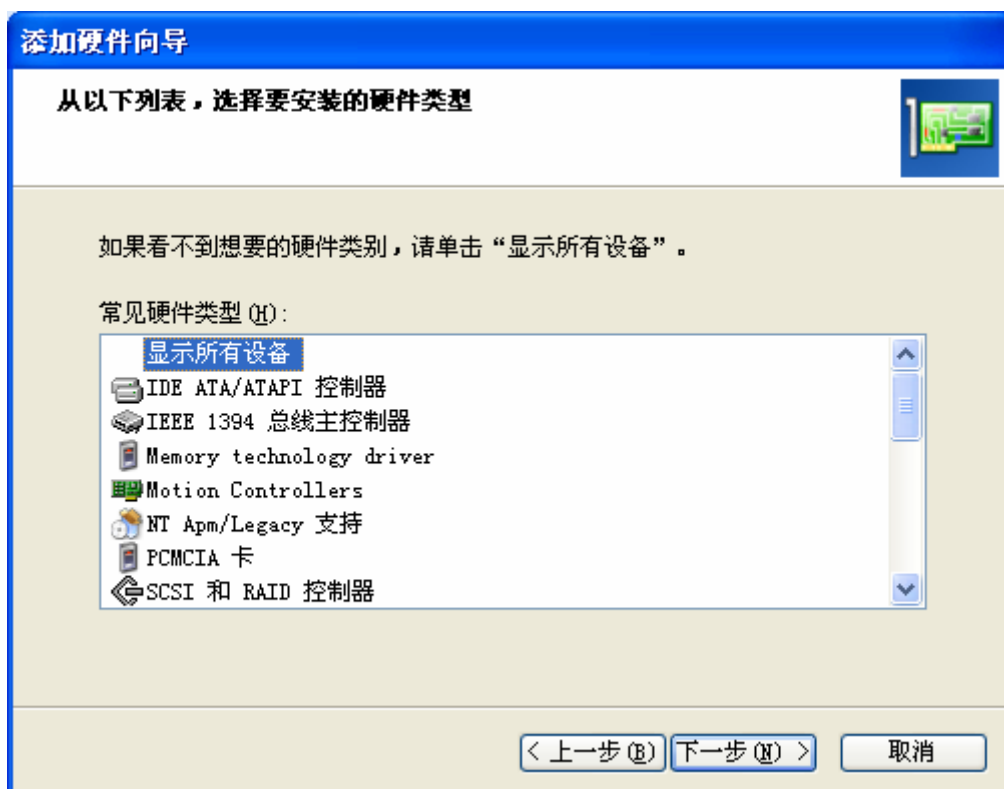 添加硬件向导
从以下列表，选择要安装的硬件类型
如果看不到想要的硬件类别，请单击“显示所有设备”。
常见硬件类型(H):
显示所有设备
IDE ATA/ATAPI 控制器
IEEE 1394 总线主控制器
Memory technology driver
Motion Controllers
NT Apm/Legacy 支持
PCMCIA 卡
SCSI 和 RAID 控制器
< 上一步(B) 下一步(N) > 取消